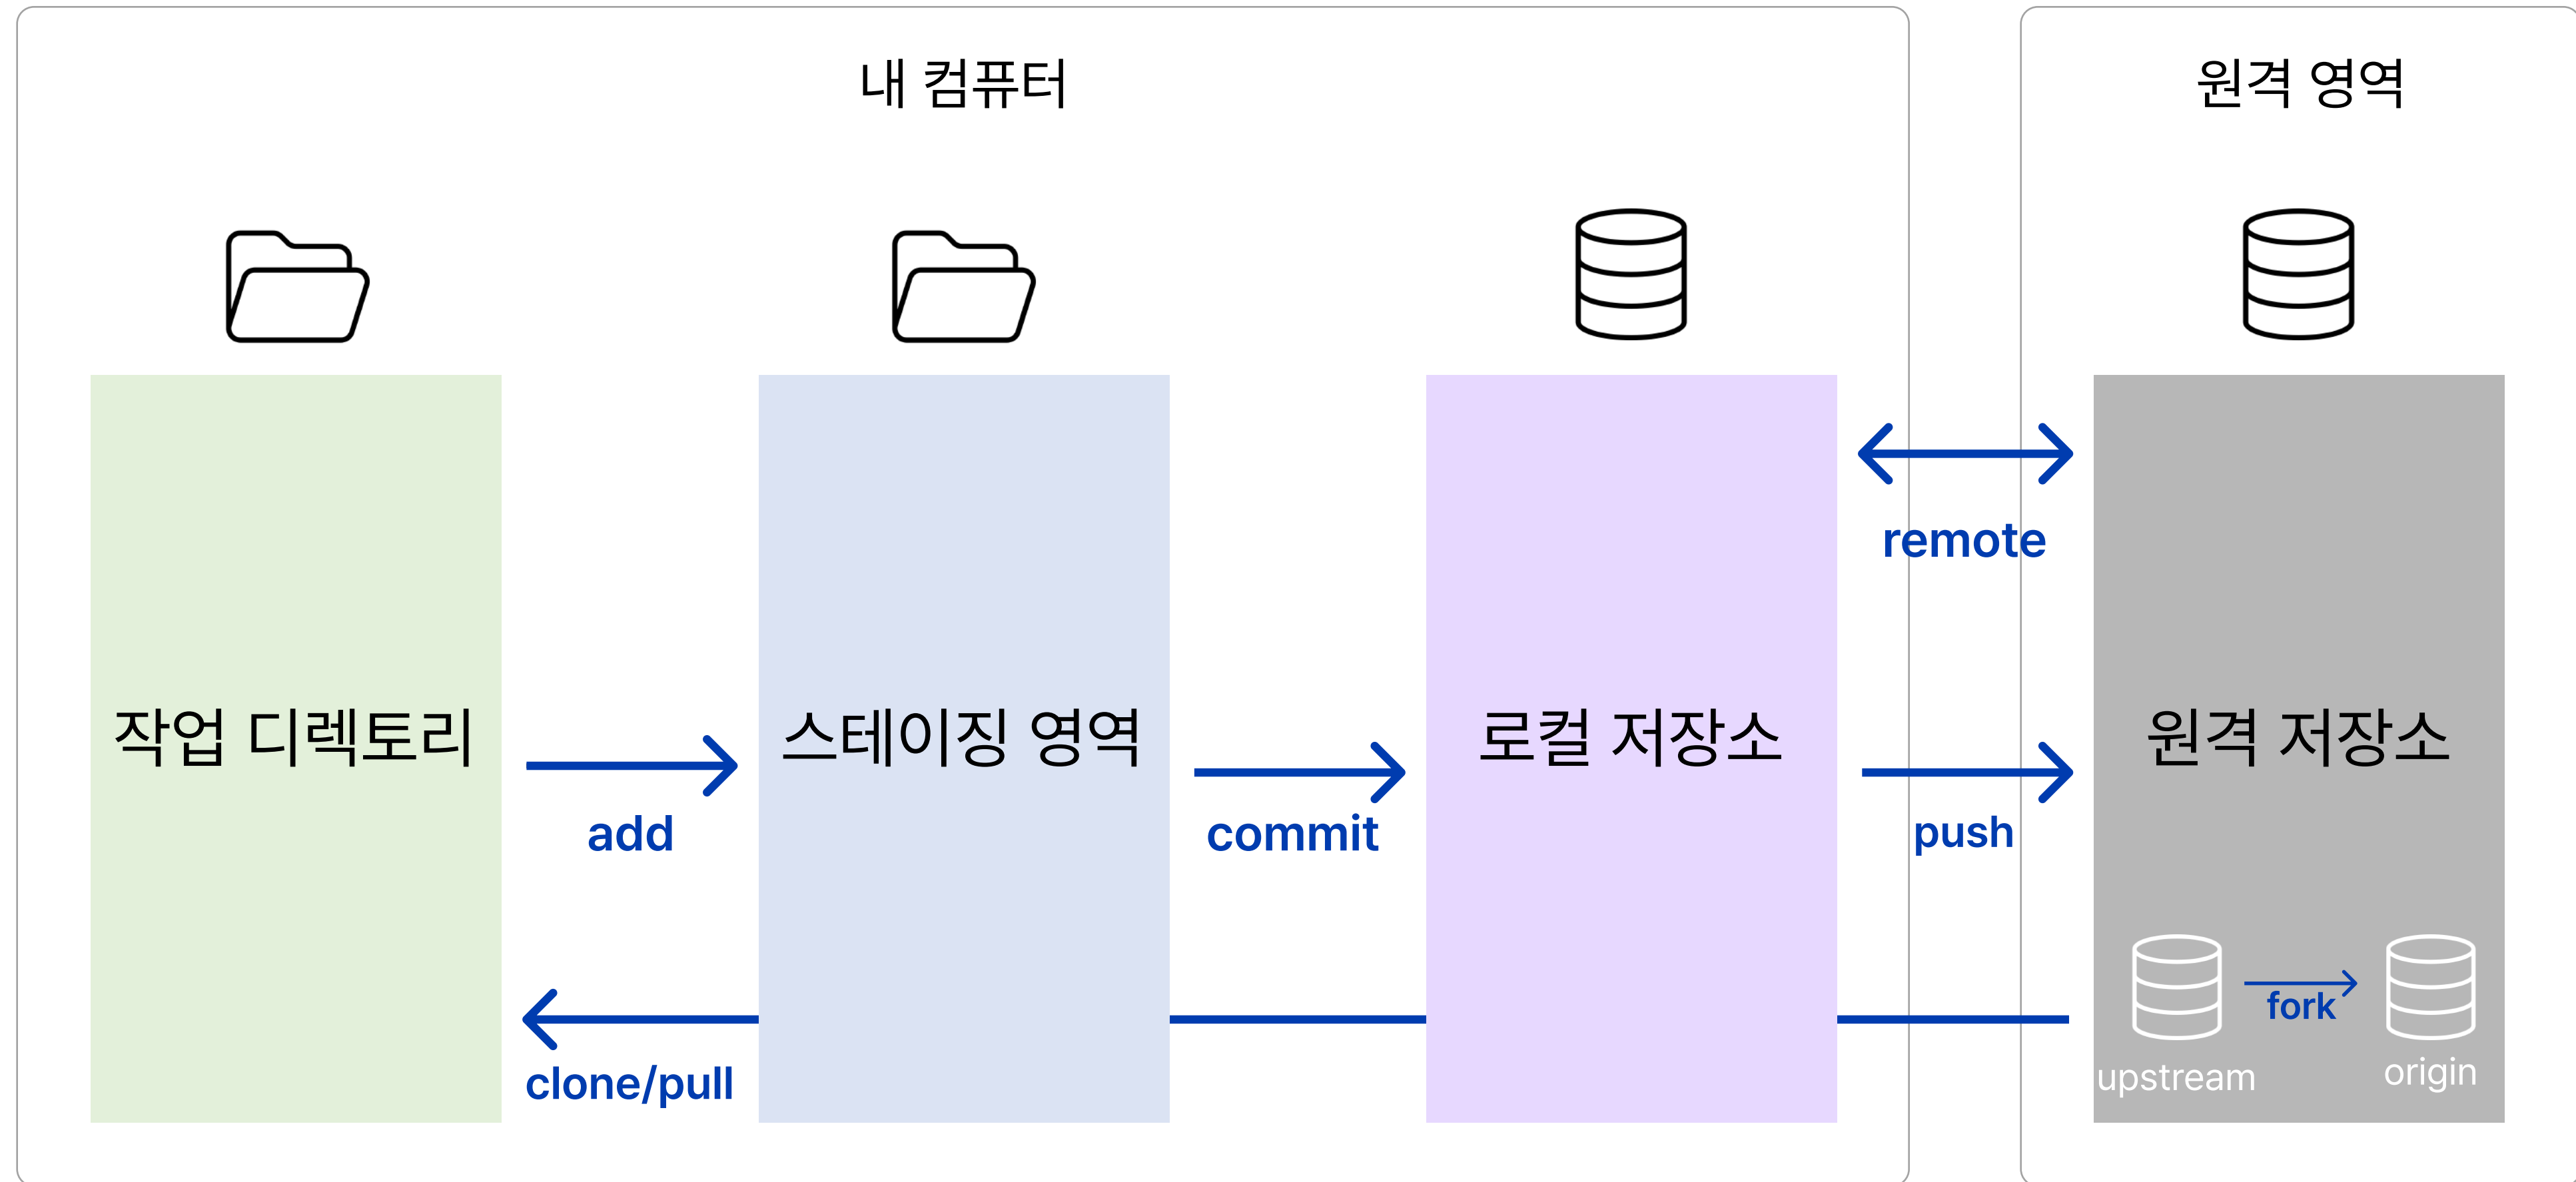 내 컴퓨터
원격 영역
작업 디렉토리
스테이징 영역
로컬 저장소
원격 저장소
remote
add
commit
push
clone/pull
fork
upstream
origin